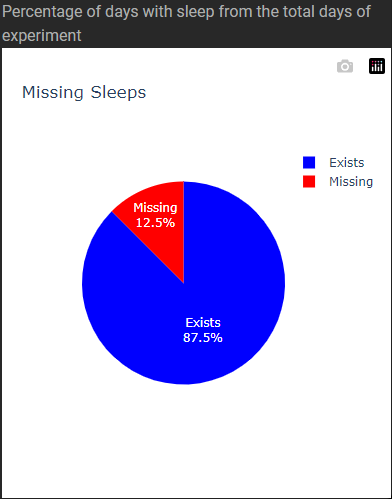 Percentage of days with sleep from the total days of
experiment
Missing Sleeps
Exists
Missing
Missing
12.5%
Exists
87.5%